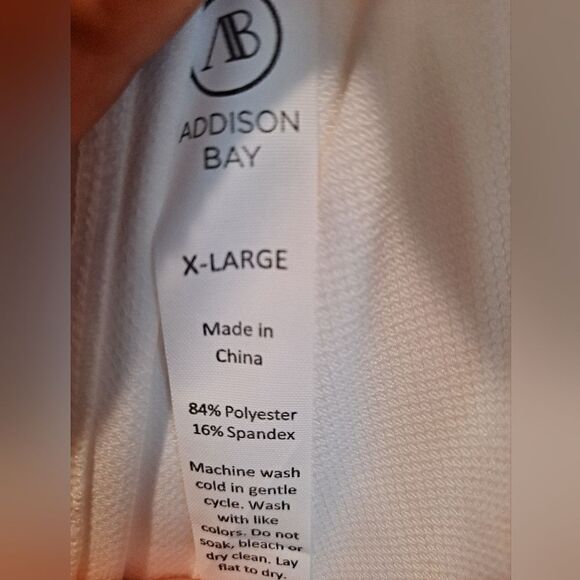 AB
ADDISON
BAY
X-LARGE
Made in
China
84% Polyester
16% Spandex
Machine wash
cold in gentle
cycle. Wash
with like
colors. Do not
soak, bleach or
dry clean. Lay
flat to dry.